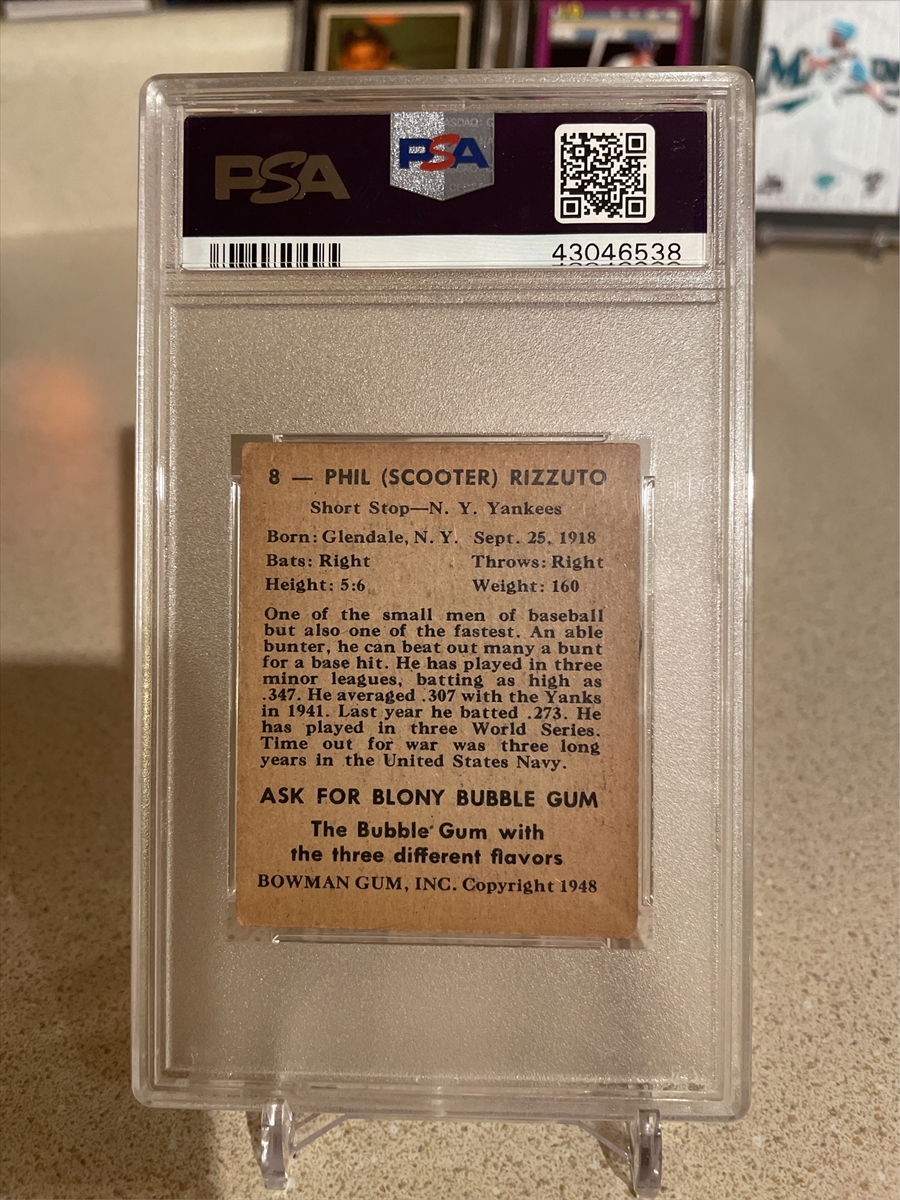 PSA
PSA
43046538
8 — PHIL (SCOOTER) RIZZUTO
Short Stop—N. Y. Yankees
Born: Glendale, N. Y. Sept. 25, 1918
Bats: Right Throws: Right
Height: 5:6 Weight: 160
One of the small men of baseball
but also one of the fastest. An able
bunter, he can beat out many a bunt
for a base hit. He has played in three
minor leagues, batting as high as
.347. He averaged .307 with the Yanks
in 1941. Last year he batted .273. He
has played in three World Series.
Time out for war was three long
years in the United States Navy.
ASK FOR BLONY BUBBLE GUM
The Bubble Gum with
the three different flavors
BOWMAN GUM, INC. Copyright 1948